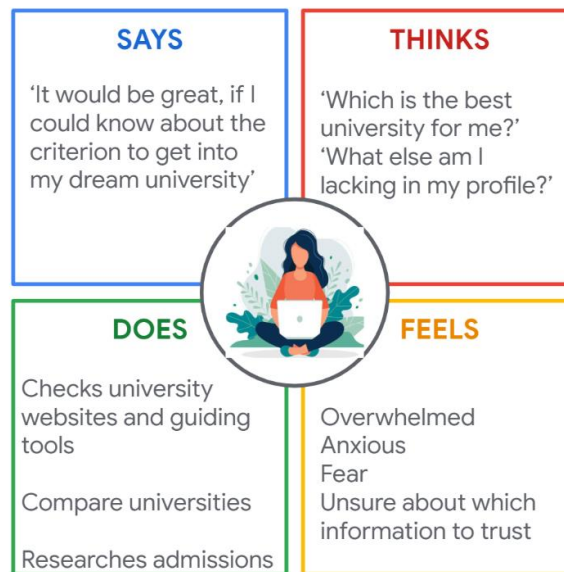 SAYS
‘It would be great, if I
could know about the
criterion to get into
my dream university’
THINKS
‘Which is the best
university for me?’
‘What else am I
lacking in my profile?’
DOES
Checks university
websites and guiding
tools
Compare universities
Researches admissions
FEELS
Overwhelmed
Anxious
Fear
Unsure about which
information to trust